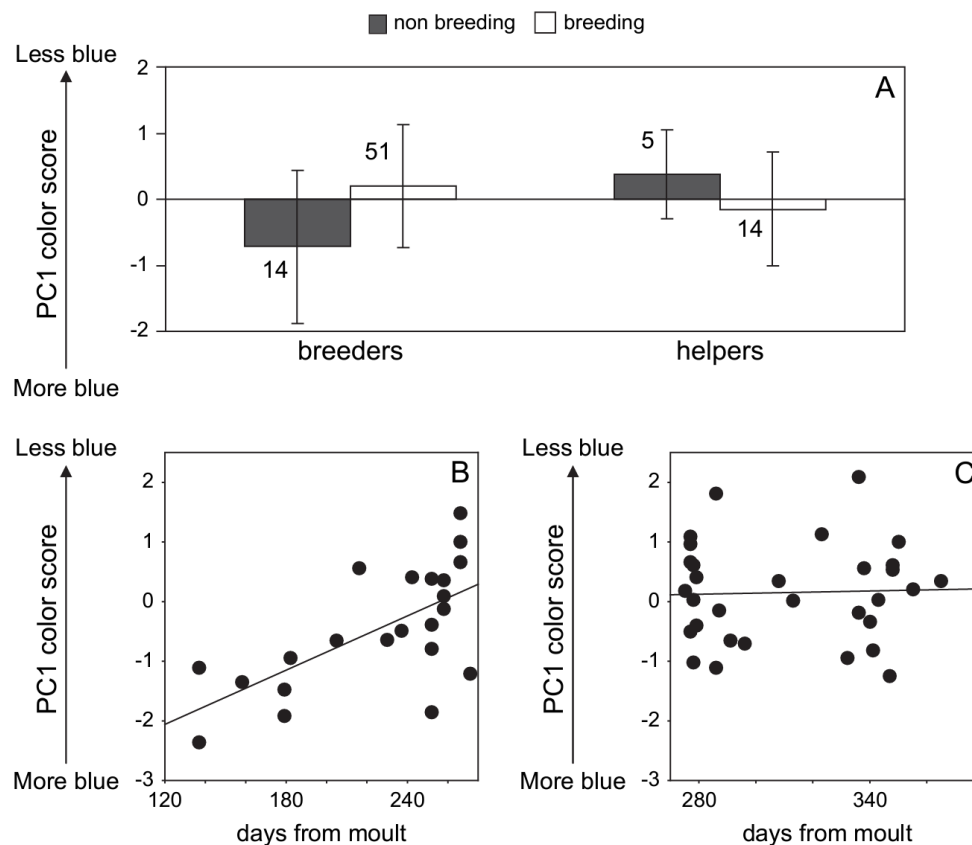 non breeding breeding
Less blue
PC1 color score
More blue
A
2
1
0
-1
-2
14
51
5
14
breeders helpers
Less blue
PC1 color score
More blue
B
2
1
0
-1
-2
-3
120 180 240
days from moult
Less blue
PC1 color score
More blue
C
2
1
0
-1
-2
-3
280 340
days from moult